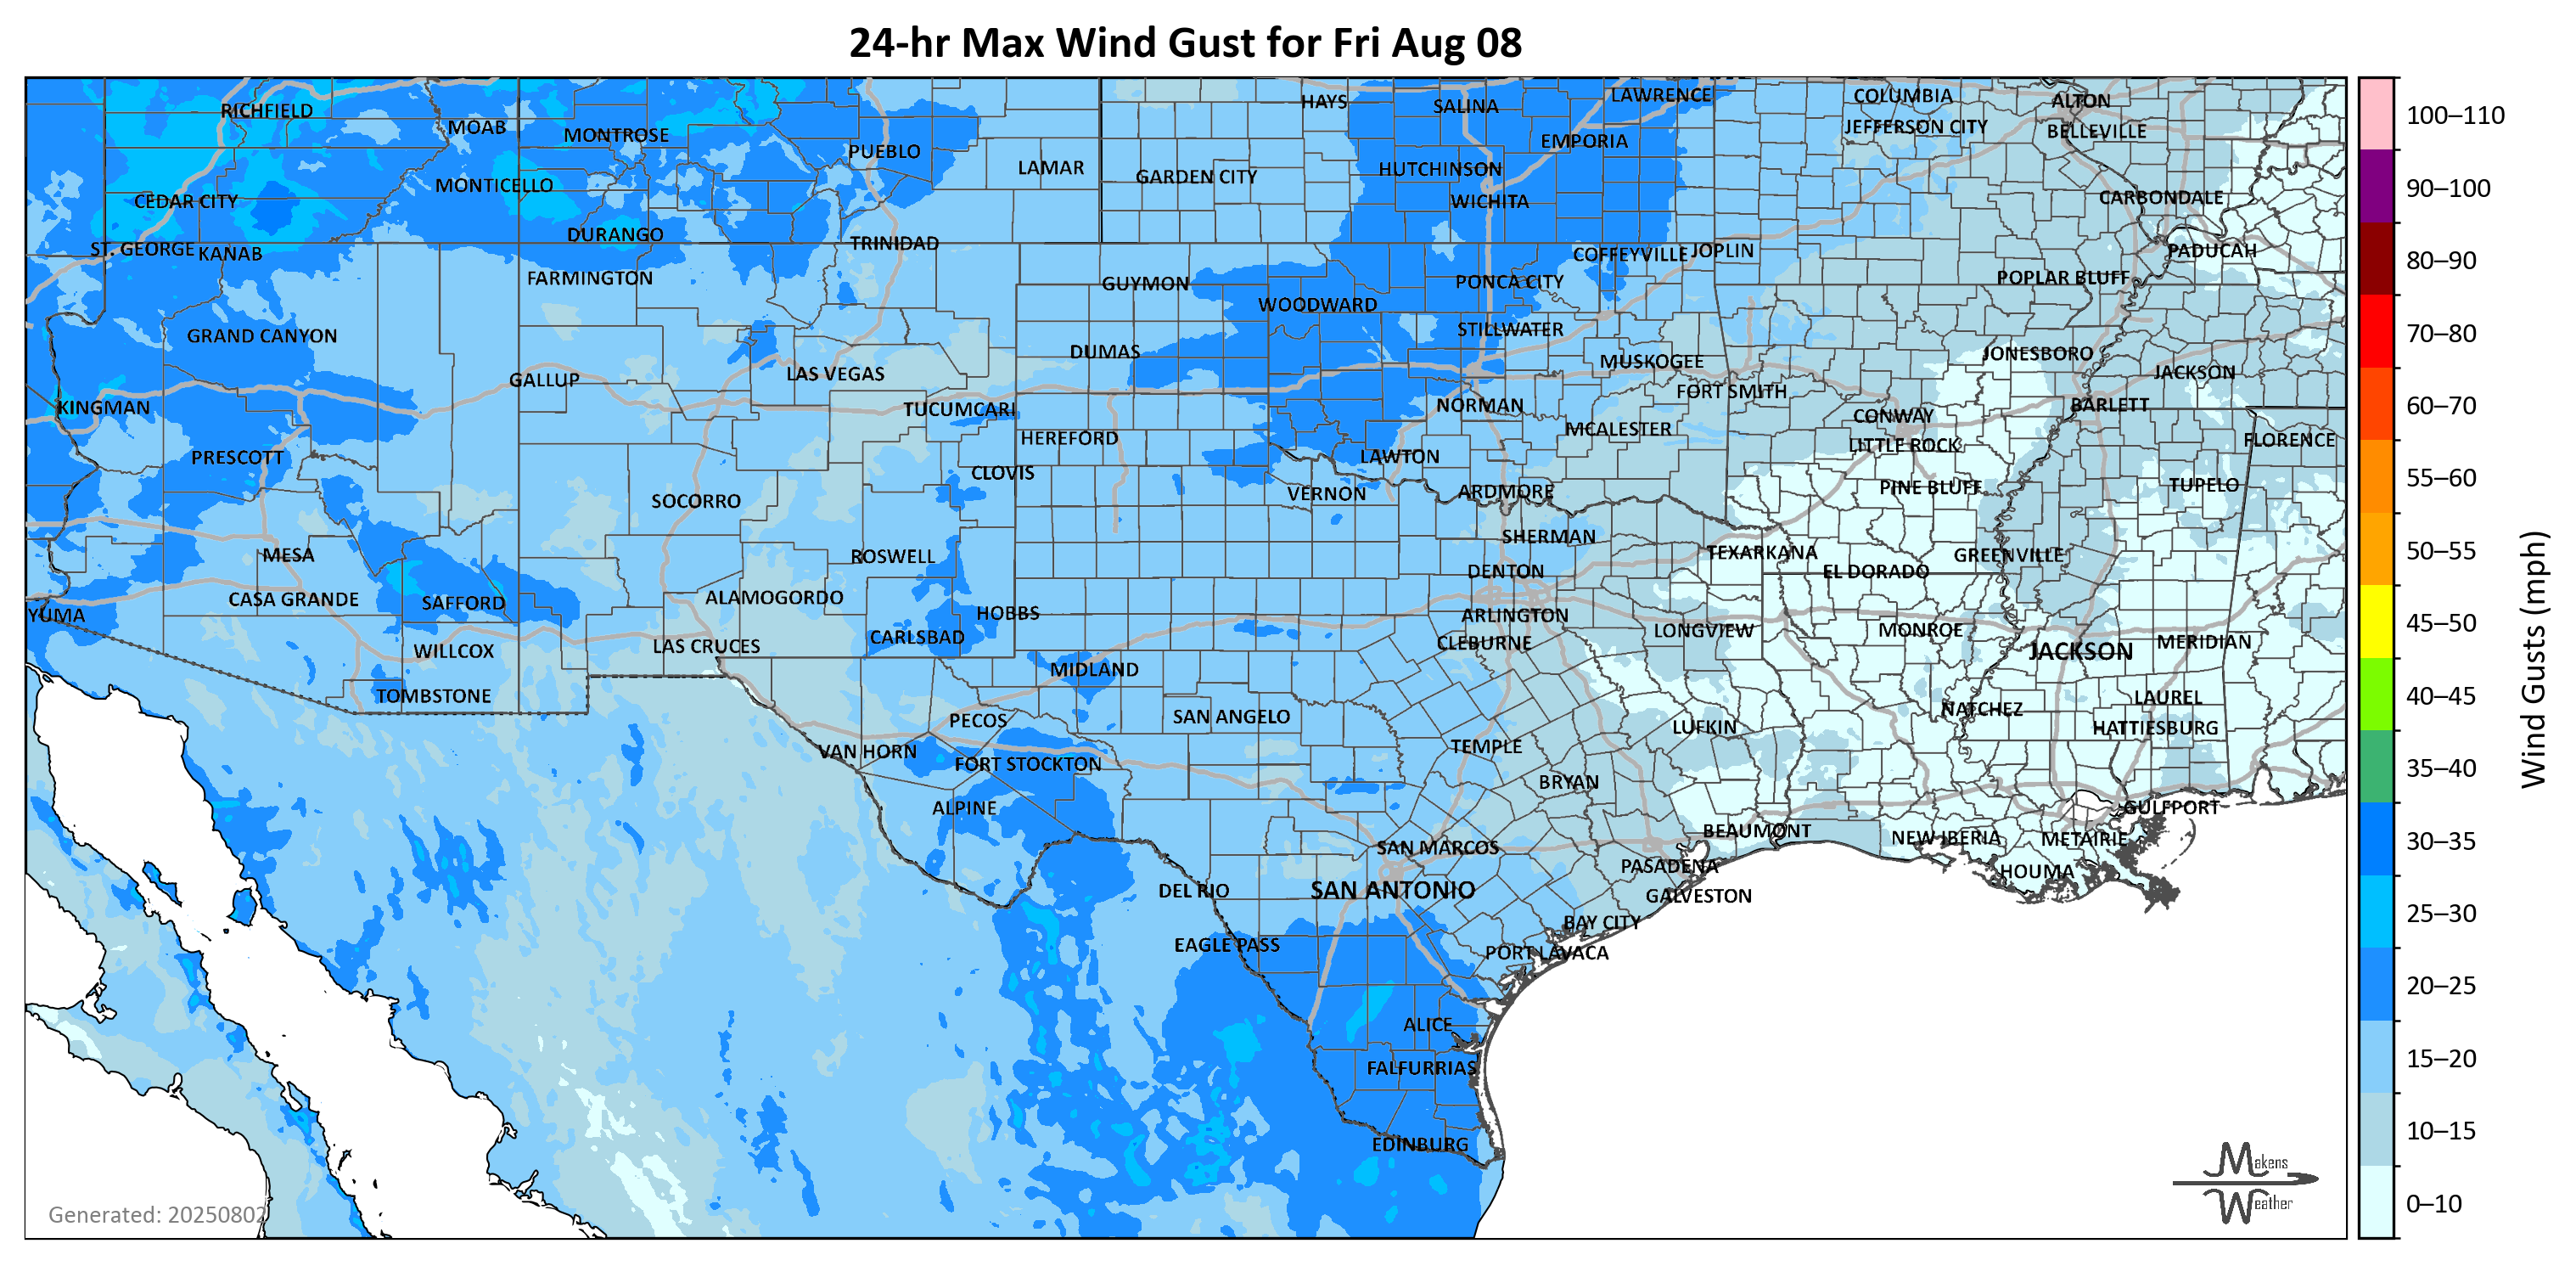 24-hr Max Wind Gust for Fri Aug 08
RICHFIELD
MOAB
MONTROSE
PUEBLO
LAMAR
HAYS
SALINA
LAWRENCE
EMPORIA
COLUMBIA
JEFFERSON CITY
ALTON
BELLEVILLE
CEDAR CITY
MONTICELLO
GARDEN CITY
HUTCHINSON
WICHITA
CARBONDALE
ST. GEORGE
KANAB
DURANGO
TRINIDAD
COFFEYVILLE
JOPLIN
PADUCAH
FARMINGTON
GUYMON
WOODWARD
PONCA CITY
POPLAR BLUFF
GRAND CANYON
STILLWATER
DUMAS
MUSKOGEE
JONESBORO
GALLUP
LAS VEGAS
FORT SMITH
JACKSON
KINGMAN
TUCUMCARI
NORMAN
CONWAY
BARLETT
HEREFORD
MCALESTER
LITTLE ROCK
FLORENCE
PRESCOTT
CLOVIS
LAWTON
SOCORRO
VERNON
ARDMORE
PINE BLUFF
TUPELO
MESA
ROSWELL
SHERMAN
TEXARKANA
GREENVILLE
CASA GRANDE
SAFFORD
ALAMOGORDO
DENTON
EL DORADO
YUMA
HOBBS
ARLINGTON
CARLSBAD
CLEBURNE
LONGVIEW
MONROE
WILLCOX
LAS CRUCES
JACKSON
MERIDIAN
TOMBSTONE
MIDLAND
LAUREL
PECOS
SAN ANGELO
LUFKIN
NATCHEZ
HATTIESBURG
VAN HORN
FORT STOCKTON
TEMPLE
BRYAN
ALPINE
GULFPORT
SAN MARCOS
BEAUMONT
NEW IBERIA
METAIRIE
DEL RIO
SAN ANTONIO
PASADENA
HOUMA
GALVESTON
EAGLE PASS
BAY CITY
PORT LAVACA
ALICE
FALFURRIAS
EDINBURG
Generated: 20250802
Makens
Weather
100–110
90–100
80–90
70–80
60–70
55–60
50–55
45–50
40–45
35–40
30–35
25–30
20–25
15–20
10–15
0–10
Wind Gusts (mph)